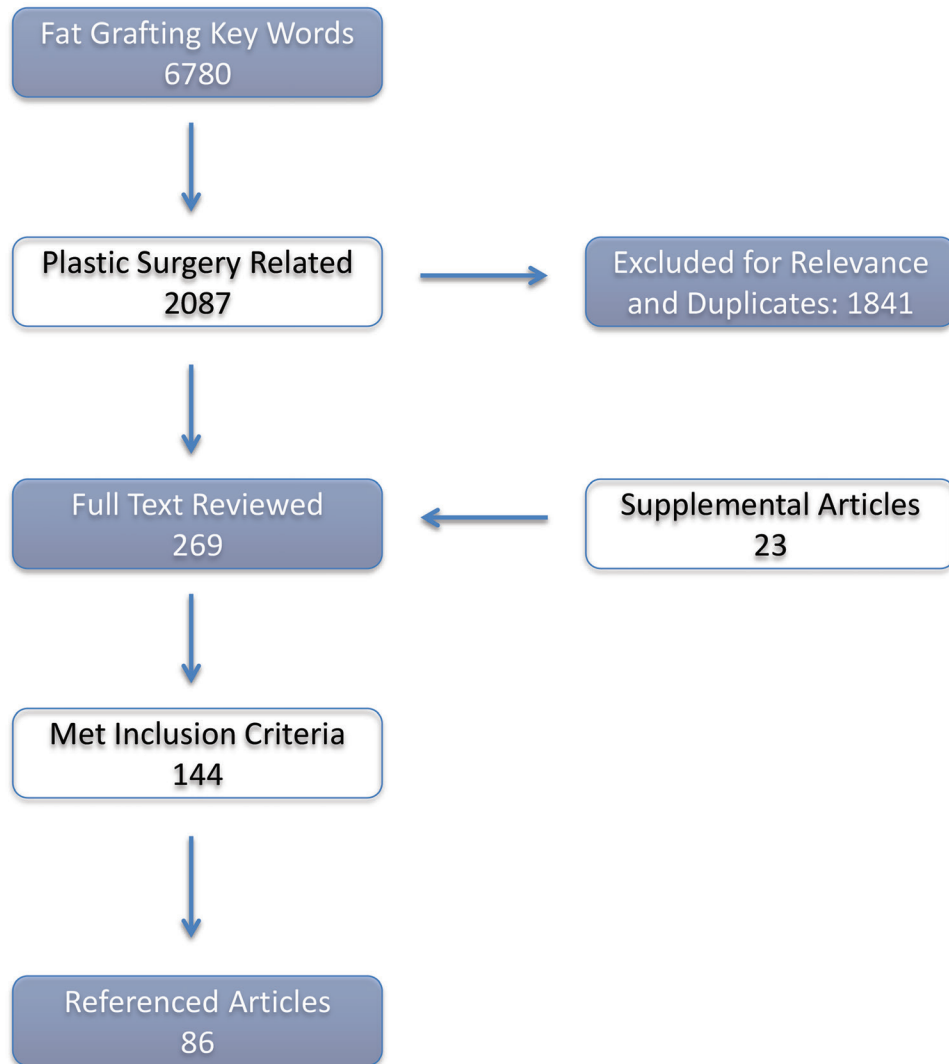 Fat Grafting Key Words
6780
Plastic Surgery Related
2087
Excluded for Relevance
and Duplicates: 1841
Full Text Reviewed
269
Supplemental Articles
23
Met Inclusion Criteria
144
Referenced Articles
86